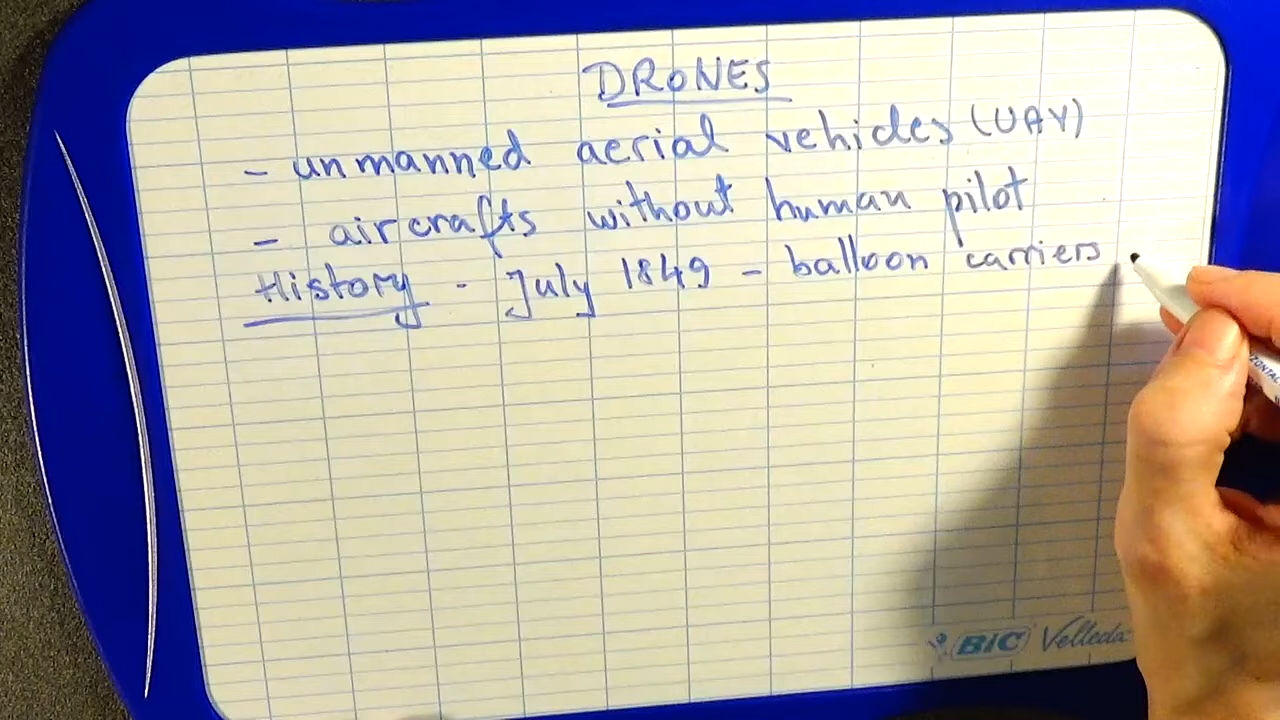 DRONES
- unmanned aerial vehicles (UAV)
- aircrafts without human pilot
History - July 1849 - balloon carriers
BIC Velleda